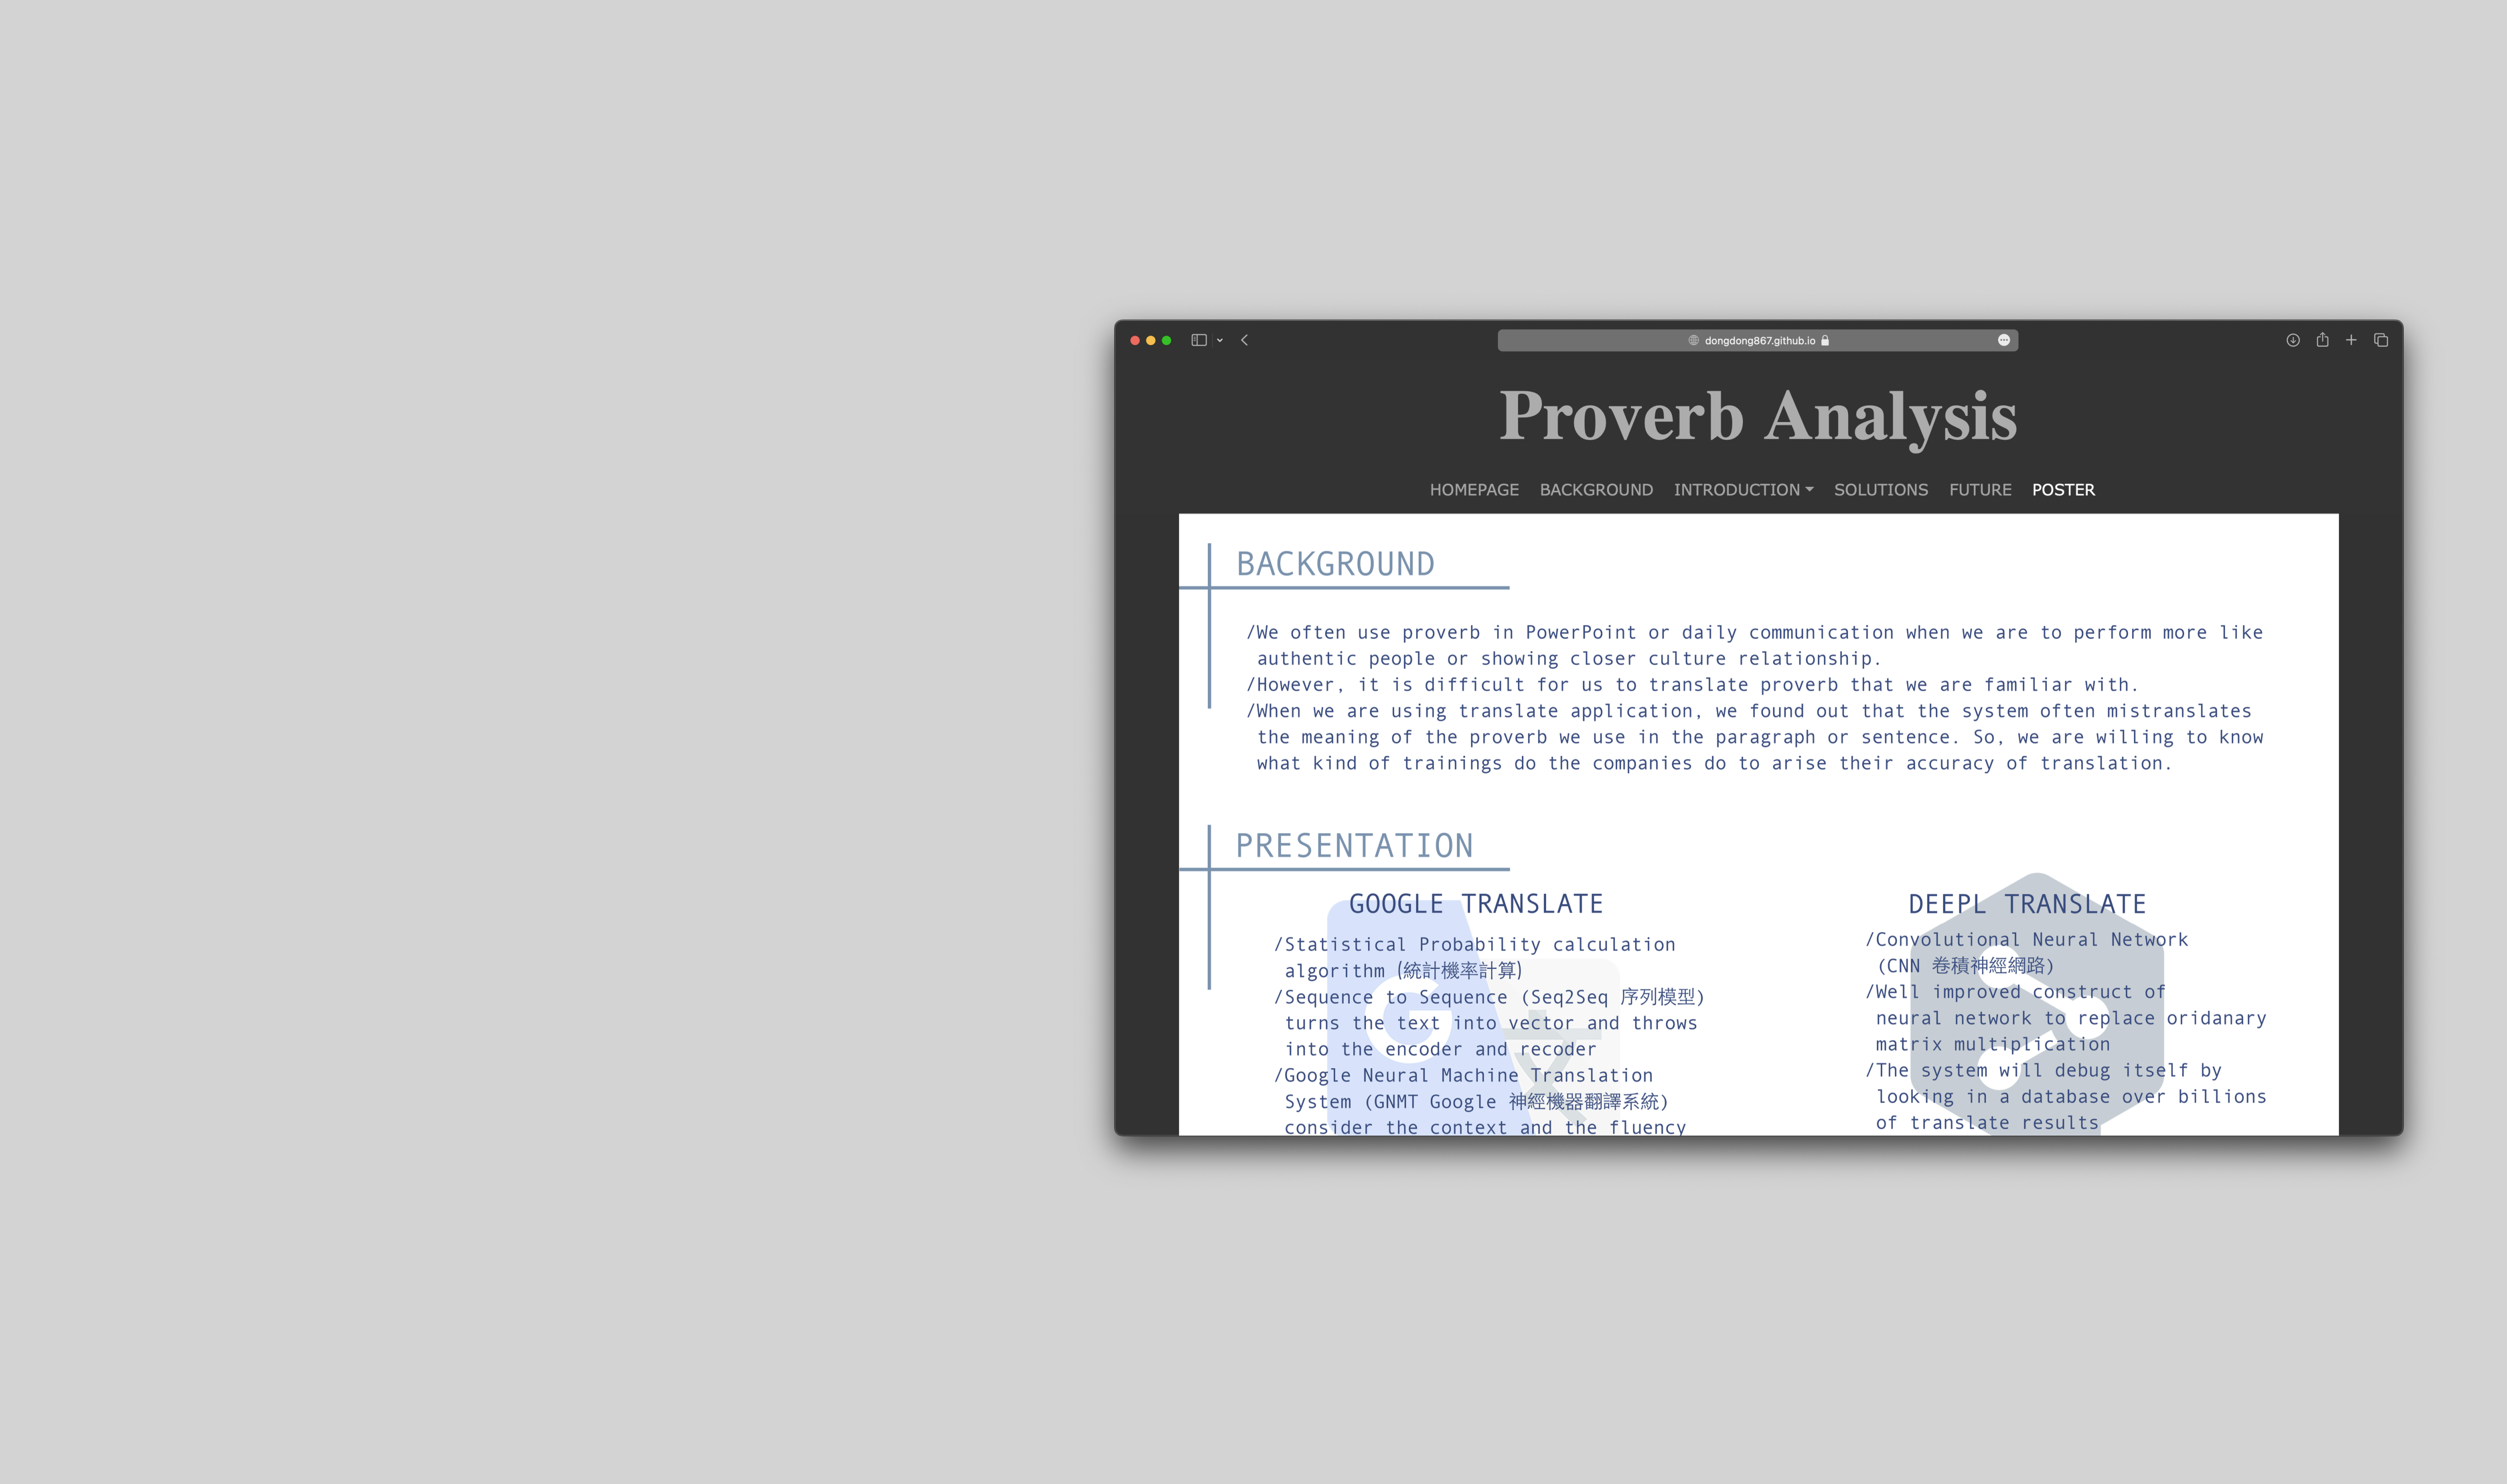 dongdong867.github.io
Proverb Analysis
HOMEPAGE BACKGROUND INTRODUCTION SOLUTIONS FUTURE POSTER
BACKGROUND
/We often use proverb in PowerPoint or daily communication when we are to perform more like
authentic people or showing closer culture relationship.
/However, it is difficult for us to translate proverb that we are familiar with.
/When we are using translate application, we found out that the system often mistranslates
the meaning of the proverb we use in the paragraph or sentence. So, we are willing to know
what kind of trainings do the companies do to arise their accuracy of translation.
PRESENTATION
GOOGLE TRANSLATE
/Statistical Probability calculation
algorithm (統計機率計算)
/Sequence to Sequence (Seq2Seq 序列模型)
turns the text into vector and throws
into the encoder and recoder
/Google Neural Machine Translation
System (GNMT Google 神經機器翻譯系統)
consider the context and the fluency
DEEPL TRANSLATE
/Convolutional Neural Network
(CNN 卷積神經網路)
/Well improved construct of
neural network to replace oridanary
matrix multiplication
/The system will debug itself by
looking in a database over billions
of translate results